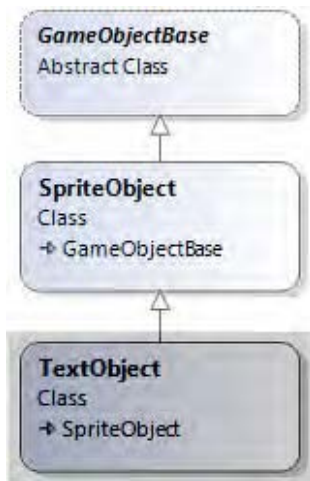 GameObjectBase
Abstract Class
SpriteObject
Class
GameObjectBase
TextObject
Class
SpriteObject